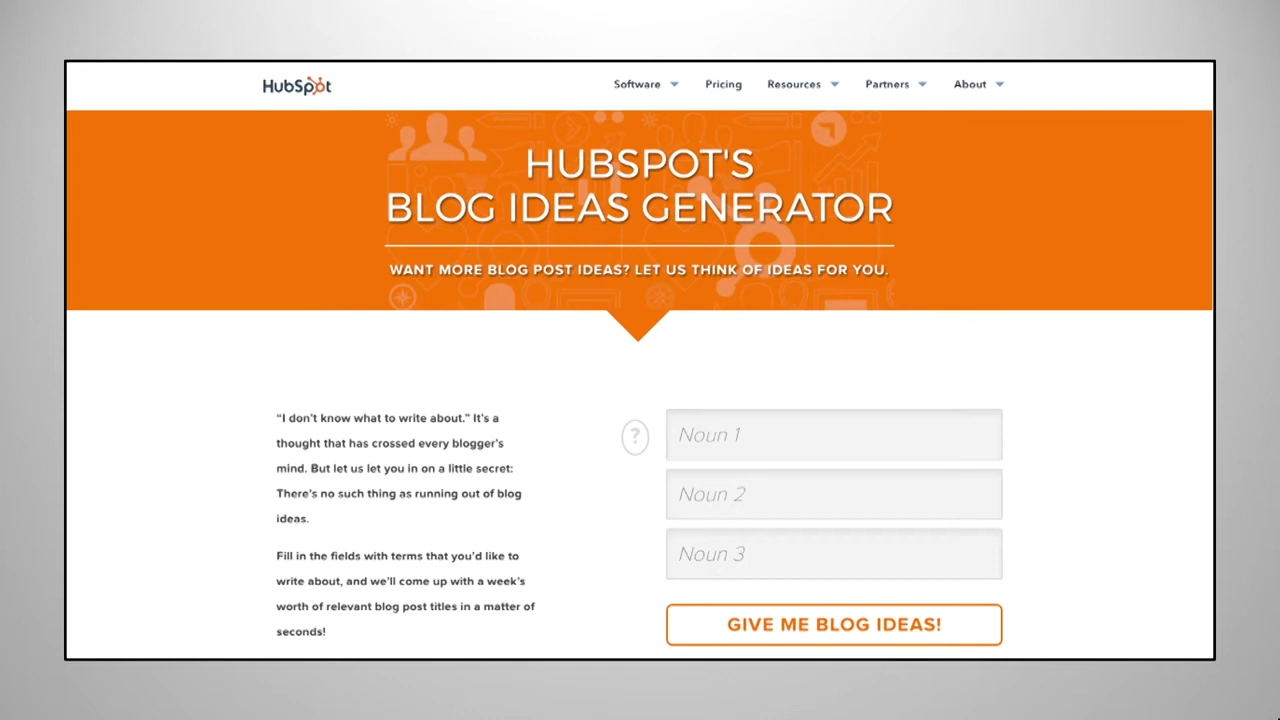 HubSpot
Software Pricing Resources Partners About
HUBSPOT'S
BLOG IDEAS GENERATOR
WANT MORE BLOG POST IDEAS? LET US THINK OF IDEAS FOR YOU.
“I don’t know what to write about.” It’s a
thought that has crossed every blogger’s
mind. But let us let you in on a little secret:
There’s no such thing as running out of blog
ideas.
Fill in the fields with terms that you’d like to
write about, and we’ll come up with a week’s
worth of relevant blog post titles in a matter of
seconds!
?
Noun 1
Noun 2
Noun 3
GIVE ME BLOG IDEAS!